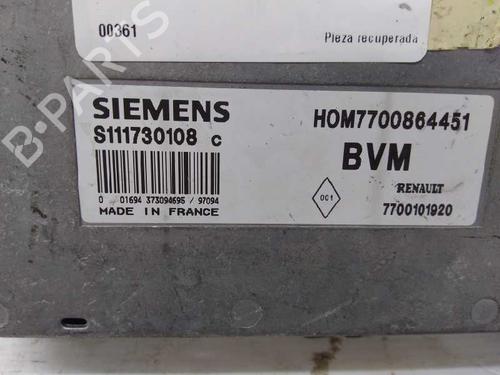 00361
Pieza recuperada
B-PARTS
SIEMENS
S111730108 C
0 01694 373094695 / 97094
MADE IN FRANCE
HOM7700864451
BVM
001
RENAULT
7700101920